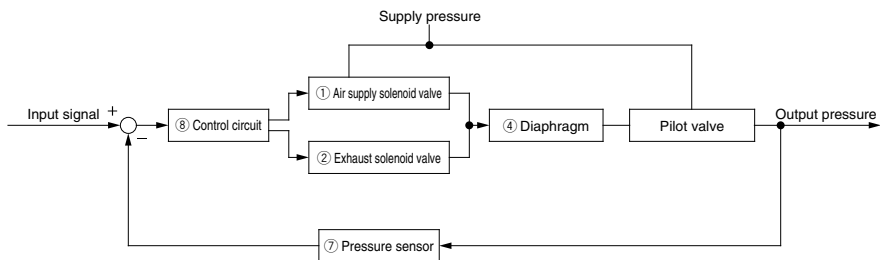 Supply pressure
Input signal
+
−
⑧ Control circuit
① Air supply solenoid valve
② Exhaust solenoid valve
④ Diaphragm
Pilot valve
Output pressure
⑦ Pressure sensor